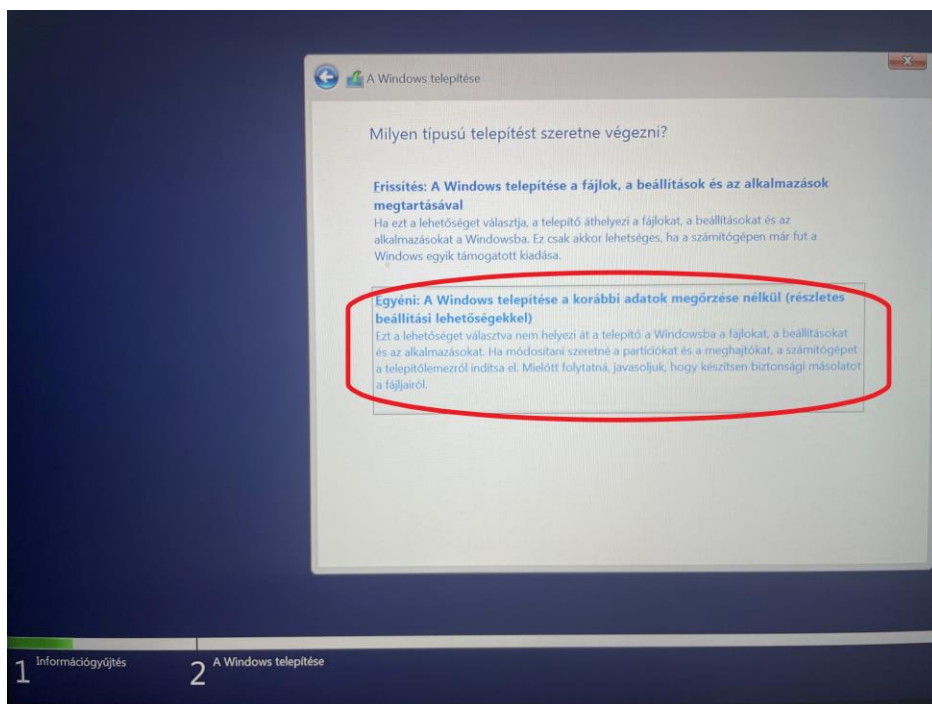 A Windows telepítése
Milyen típusú telepítést szeretne végezni?
Frissítés: A Windows telepítése a fájlok, a beállítások és az alkalmazások
megtartásával
Ha ezt a lehetőséget választja, a telepítő áthelyezi a fájlokat, a beállításokat és az
alkalmazásokat a Windowsba. Ez csak akkor lehetséges, ha a számítógépen már fut a
Windows egyik támogatott kiadása.
Egyéni: A Windows telepítése a korábbi adatok megőrzése nélkül (részletes
beállítási lehetőségekkel)
Ezt a lehetőséget választva nem helyezi át a telepítő a Windowsba a fájlokat, a beállításokat
és az alkalmazásokat. Ha módosítani szeretné a partíciókat és a meghajtókat, a számítógépet
a telepítőlemezről indítsa el. Mielőtt folytatná, javasoljuk, hogy készítsen biztonsági másolatot
a fájljairól.
1 Információgyűjtés
2 A Windows telepítése